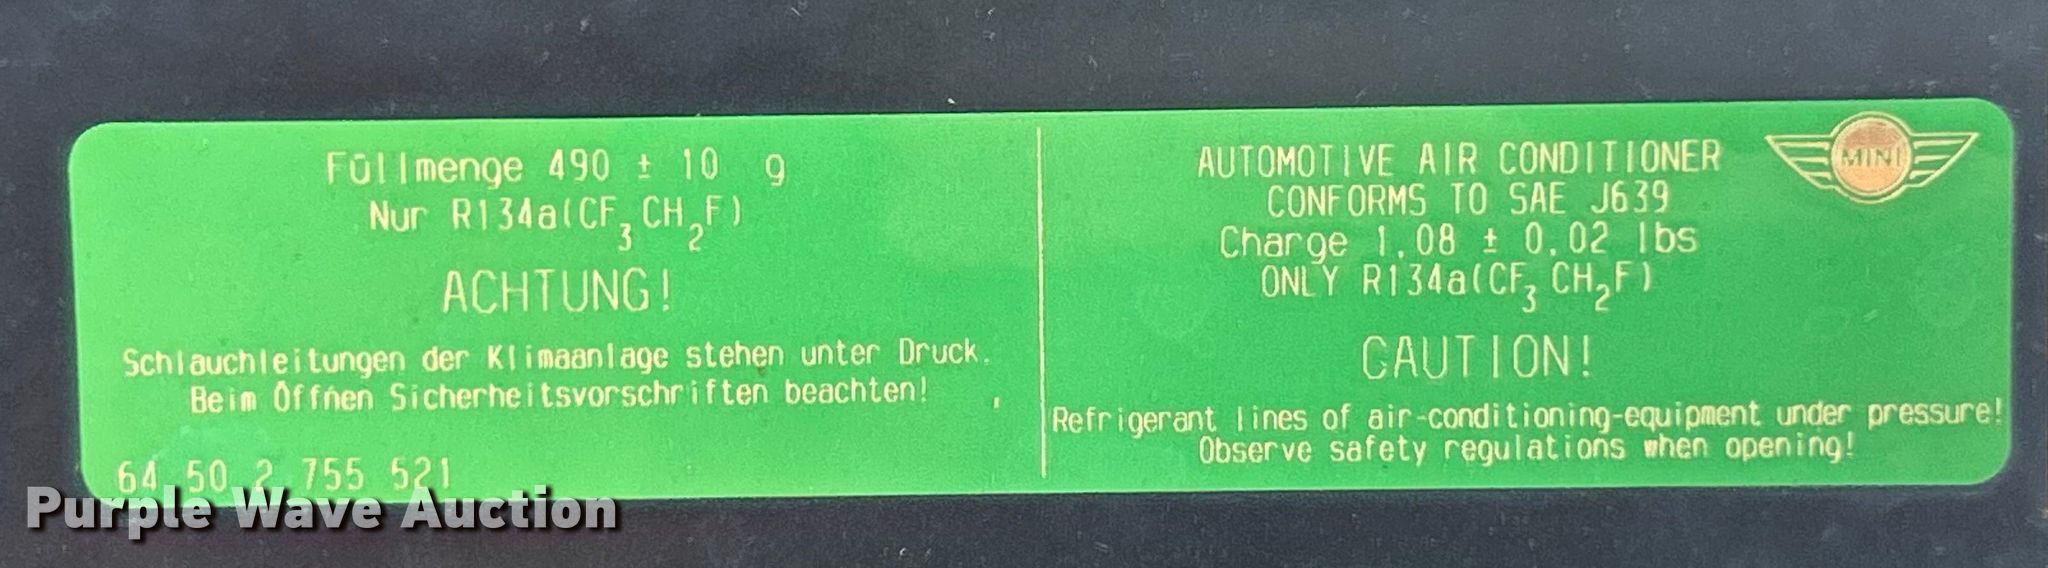 Füllmenge 490 ± 10 g
Nur R134a(CF₃CH₂F)
ACHTUNG!
Schlauchleitungen der Klimaanlage stehen unter Druck.
Beim Öffnen Sicherheitsvorschriften beachten!
64 50 2 755 521
AUTOMOTIVE AIR CONDITIONER
CONFORMS TO SAE J639
Charge 1.08 ± 0.02 lbs
ONLY R134a(CF₃CH₂F)
CAUTION!
Refrigerant lines of air-conditioning-equipment under pressure!
Observe safety regulations when opening!
MINI
Purple Wave Auction